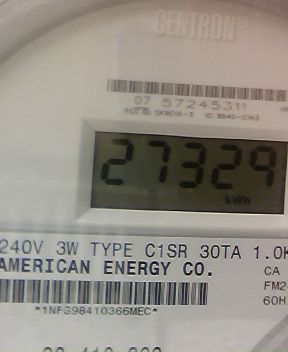 CENTRON®
07 57245311
27329
kWh
240V 3W TYPE C1SR 30TA 1.0K
AMERICAN ENERGY CO.
CA
FM2
60H
*1NFS98410366MEC*